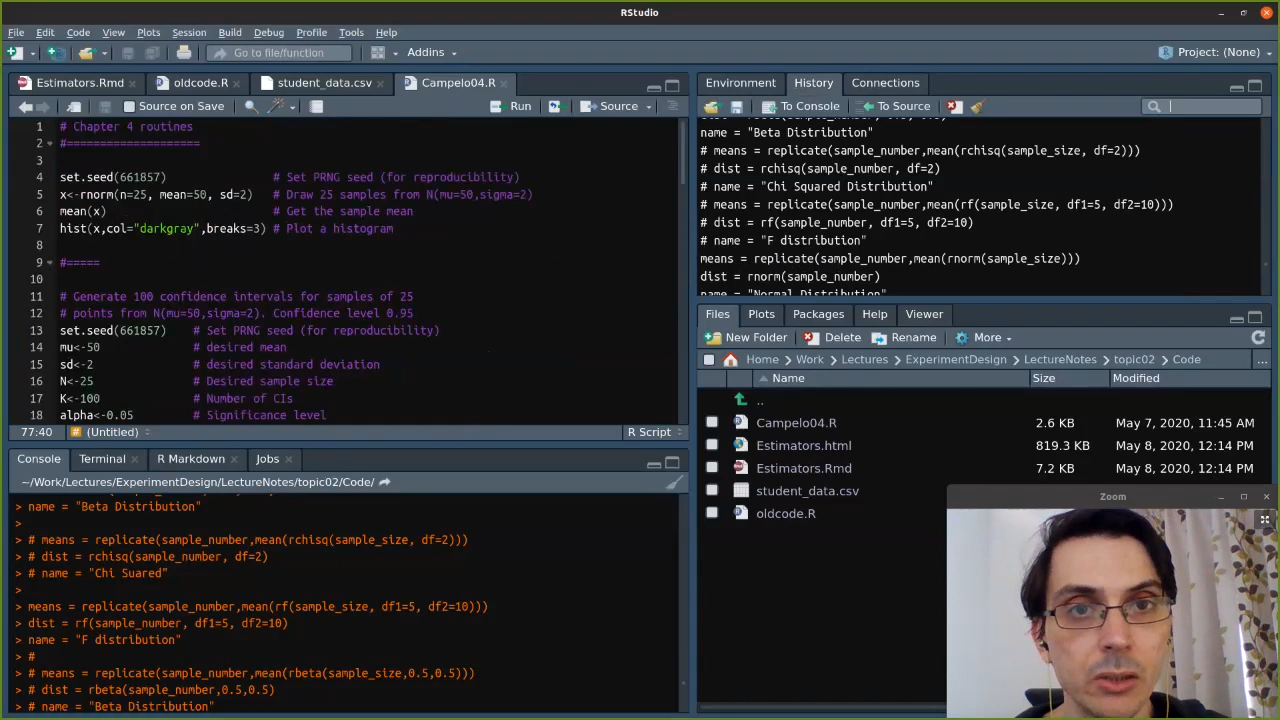 RStudio
File Edit Code View Plots Session Build Debug Profile Tools Help
Go to file/function Addins Project: (None)
Estimators.Rmd oldcode.R student_data.csv Campelo04.R
Source on Save Run Source
1 # Chapter 4 routines
2 #====================
3
4 set.seed(661857) # Set PRNG seed (for reproducibility)
5 x<-rnorm(n=25, mean=50, sd=2) # Draw 25 samples from N(mu=50,sigma=2)
6 mean(x) # Get the sample mean
7 hist(x,col="darkgray",breaks=3) # Plot a histogram
8
9 #=====
10
11 # Generate 100 confidence intervals for samples of 25
12 # points from N(mu=50,sigma=2). Confidence level 0.95
13 set.seed(661857) # Set PRNG seed (for reproducibility)
14 mu<-50 # desired mean
15 sd<-2 # desired standard deviation
16 N<-25 # Desired sample size
17 K<-100 # Number of CIs
18 alpha<-0.05 # Significance level
77:40 # (Untitled) R Script
Console Terminal R Markdown Jobs
~/Work/Lectures/ExperimentDesign/LectureNotes/topic02/Code/
> name = "Beta Distribution"
>
> # means = replicate(sample_number,mean(rchisq(sample_size, df=2)))
> # dist = rchisq(sample_number, df=2)
> # name = "Chi Suared"
>
> means = replicate(sample_number,mean(rf(sample_size, df1=5, df2=10)))
> dist = rf(sample_number, df1=5, df2=10)
> name = "F distribution"
> #
> # means = replicate(sample_number,mean(rbeta(sample_size,0.5,0.5)))
> # dist = rbeta(sample_number,0.5,0.5)
> # name = "Beta Distribution"
Environment History Connections
To Console To Source
name = "Beta Distribution"
# means = replicate(sample_number,mean(rchisq(sample_size, df=2)))
# dist = rchisq(sample_number, df=2)
# name = "Chi Squared Distribution"
# means = replicate(sample_number,mean(rf(sample_size, df1=5, df2=10)))
# dist = rf(sample_number, df1=5, df2=10)
# name = "F distribution"
means = replicate(sample_number,mean(rnorm(sample_size)))
dist = rnorm(sample_number)
name = "Normal Distribution"
Files Plots Packages Help Viewer
New Folder Delete Rename More
Home Work Lectures ExperimentDesign LectureNotes topic02 Code ...
Name Size Modified
..
Campelo04.R 2.6 KB May 7, 2020, 11:45 AM
Estimators.html 819.3 KB May 8, 2020, 12:14 PM
Estimators.Rmd 7.2 KB May 8, 2020, 12:14 PM
student_data.csv
oldcode.R
Zoom